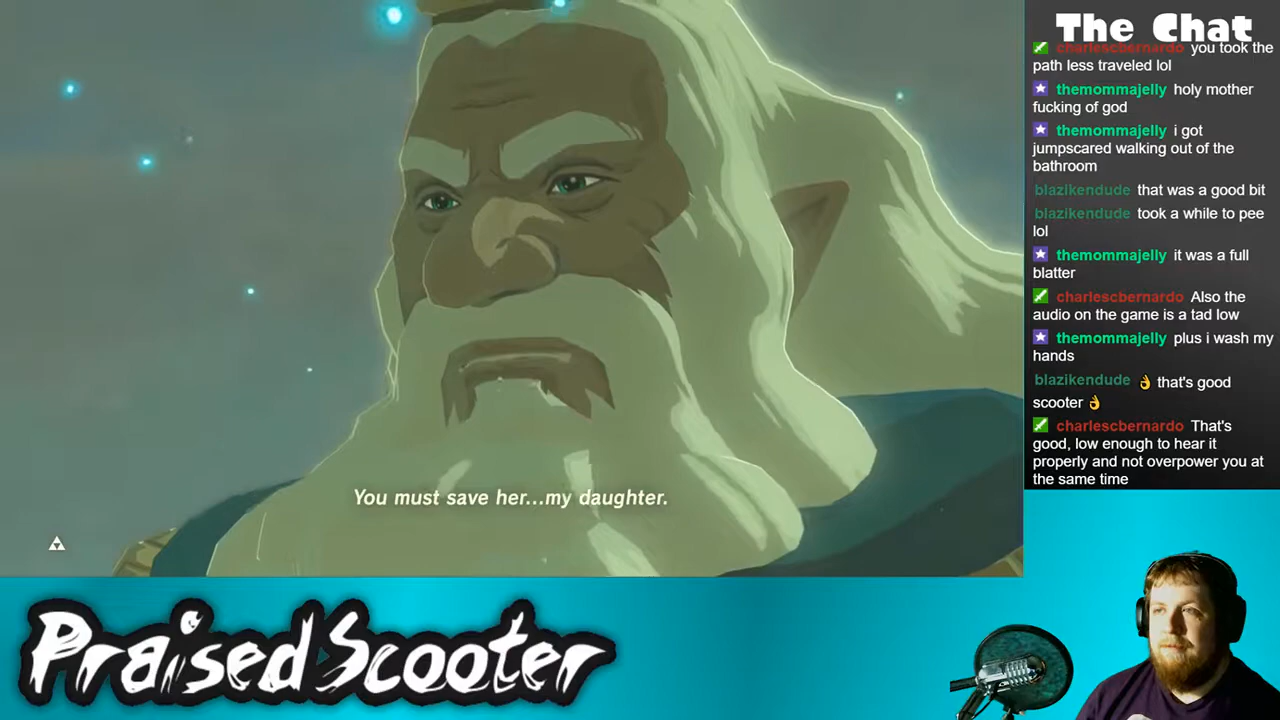 The Chat
charlescbernardo you took the
path less traveled lol
themommajelly holy mother
fucking of god
themommajelly i got
jumpscared walking out of the
bathroom
blazikendude that was a good bit
blazikendude took a while to pee
lol
themommajelly it was a full
blatter
charlescbernardo Also the
audio on the game is a tad low
themommajelly plus i wash my
hands
blazikendude 👌 that's good
scooter 👌
charlescbernardo That's
good, low enough to hear it
properly and not overpower you at
the same time
You must save her...my daughter.
PraisedScooter